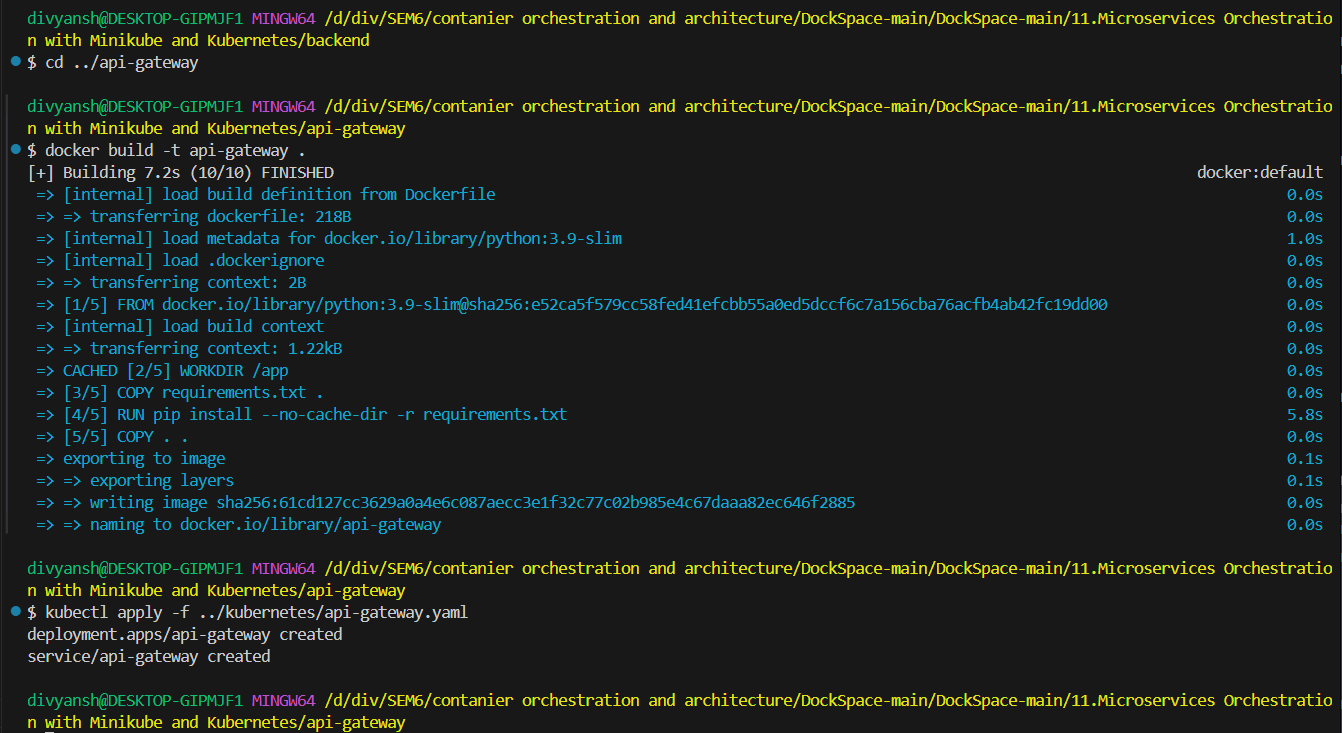 divyansh@DESKTOP-GIPMJF1 MINGW64 /d/div/SEM6/contanier orchestration and architecture/DockSpace-main/DockSpace-main/11.Microservices Orchestratio
n with Minikube and Kubernetes/backend
$ cd ../api-gateway
divyansh@DESKTOP-GIPMJF1 MINGW64 /d/div/SEM6/contanier orchestration and architecture/DockSpace-main/DockSpace-main/11.Microservices Orchestratio
n with Minikube and Kubernetes/api-gateway
$ docker build -t api-gateway .
[+] Building 7.2s (10/10) FINISHED docker:default
=> [internal] load build definition from Dockerfile 0.0s
=> => transferring dockerfile: 218B 0.0s
=> [internal] load metadata for docker.io/library/python:3.9-slim 1.0s
=> [internal] load .dockerignore 0.0s
=> => transferring context: 2B 0.0s
=> [1/5] FROM docker.io/library/python:3.9-slim@sha256:e52ca5f579cc58fed41efcbb55a0ed5dccf6c7a156cba76acfb4ab42fc19dd00 0.0s
=> [internal] load build context 0.0s
=> => transferring context: 1.22kB 0.0s
=> CACHED [2/5] WORKDIR /app 0.0s
=> [3/5] COPY requirements.txt . 0.0s
=> [4/5] RUN pip install --no-cache-dir -r requirements.txt 5.8s
=> [5/5] COPY . . 0.0s
=> exporting to image 0.1s
=> => exporting layers 0.1s
=> => writing image sha256:61cd127cc3629a0a4e6c087aecc3e1f32c77c02b985e4c67daaa82ec646f2885 0.0s
=> => naming to docker.io/library/api-gateway 0.0s
divyansh@DESKTOP-GIPMJF1 MINGW64 /d/div/SEM6/contanier orchestration and architecture/DockSpace-main/DockSpace-main/11.Microservices Orchestratio
n with Minikube and Kubernetes/api-gateway
$ kubectl apply -f ../kubernetes/api-gateway.yaml
deployment.apps/api-gateway created
service/api-gateway created
divyansh@DESKTOP-GIPMJF1 MINGW64 /d/div/SEM6/contanier orchestration and architecture/DockSpace-main/DockSpace-main/11.Microservices Orchestratio
n with Minikube and Kubernetes/api-gateway